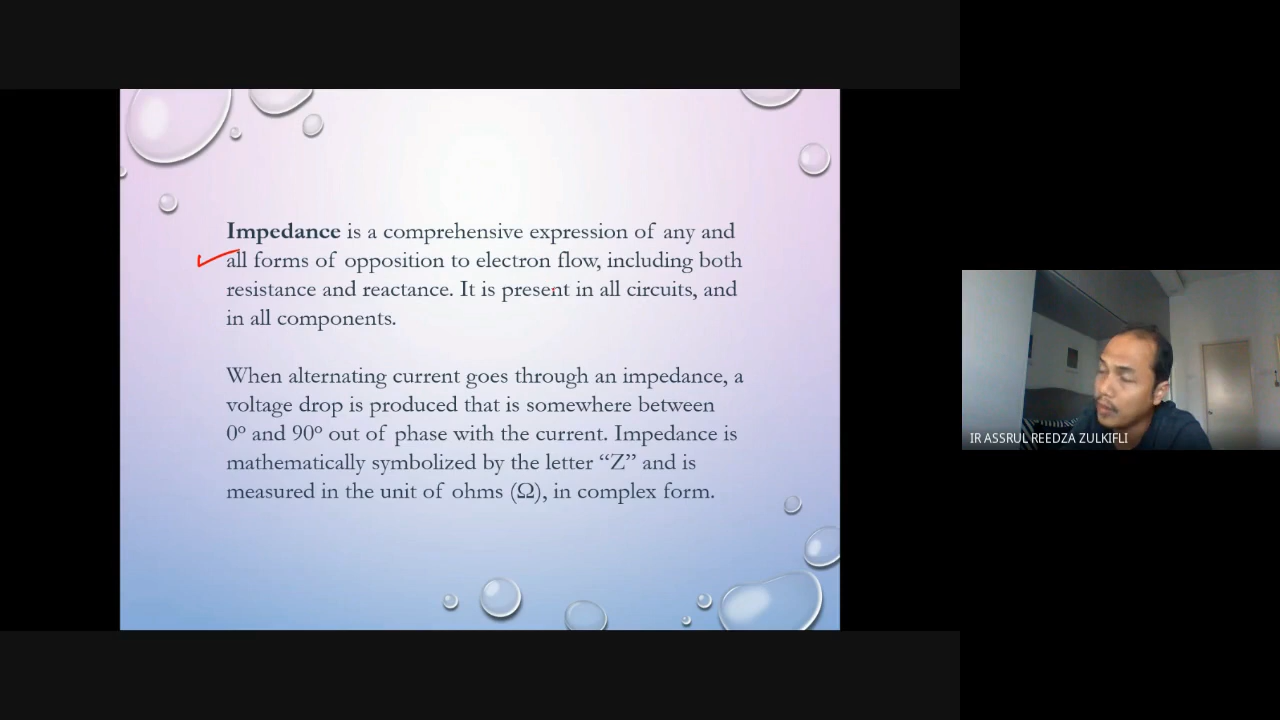 Impedance is a comprehensive expression of any and
all forms of opposition to electron flow, including both
resistance and reactance. It is present in all circuits, and
in all components.
When alternating current goes through an impedance, a
voltage drop is produced that is somewhere between
0º and 90º out of phase with the current. Impedance is
mathematically symbolized by the letter “Z” and is
measured in the unit of ohms (Ω), in complex form.
IR ASSRUL REEDZA ZULKIFLI